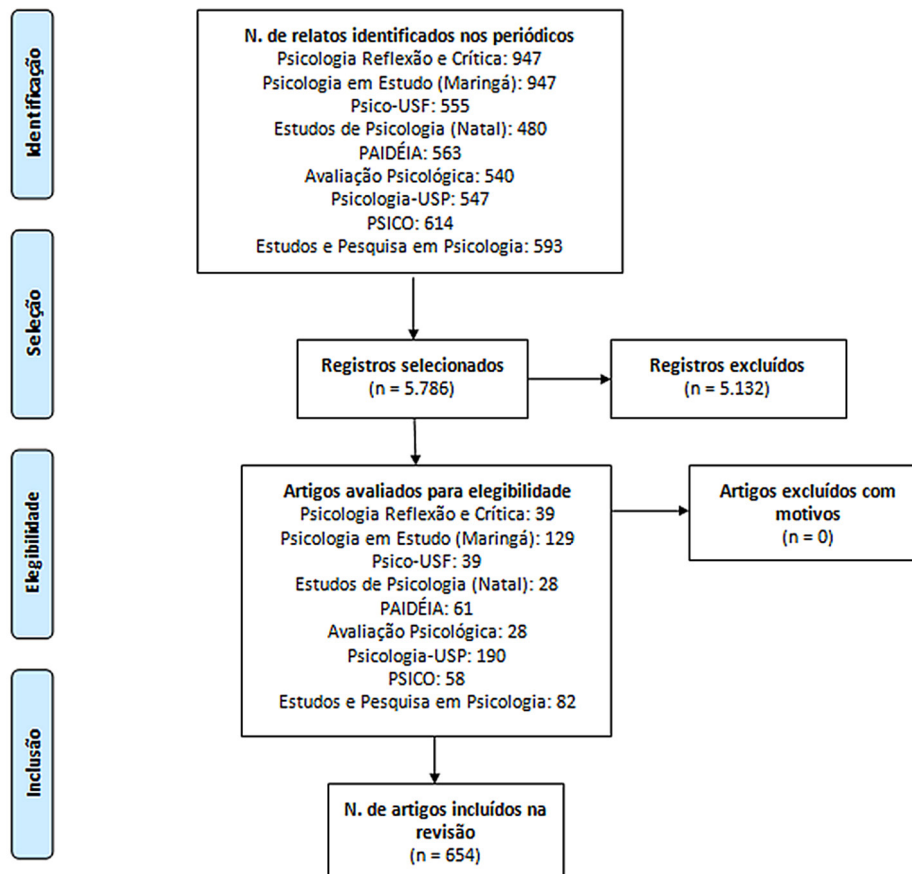 Identificação
N. de relatos identificados nos periódicos
Psicologia Reflexão e Crítica: 947
Psicologia em Estudo (Maringá): 947
Psico-USF: 555
Estudos de Psicologia (Natal): 480
PAIDÉIA: 563
Avaliação Psicológica: 540
Psicologia-USP: 547
PSICO: 614
Estudos e Pesquisa em Psicologia: 593
Seleção
Registros selecionados
(n = 5.786)
Registros excluídos
(n = 5.132)
Elegibilidade
Artigos avaliados para elegibilidade
Psicologia Reflexão e Crítica: 39
Psicologia em Estudo (Maringá): 129
Psico-USF: 39
Estudos de Psicologia (Natal): 28
PAIDÉIA: 61
Avaliação Psicológica: 28
Psicologia-USP: 190
PSICO: 58
Estudos e Pesquisa em Psicologia: 82
Artigos excluídos com
motivos
(n = 0)
Inclusão
N. de artigos incluídos na
revisão
(n = 654)